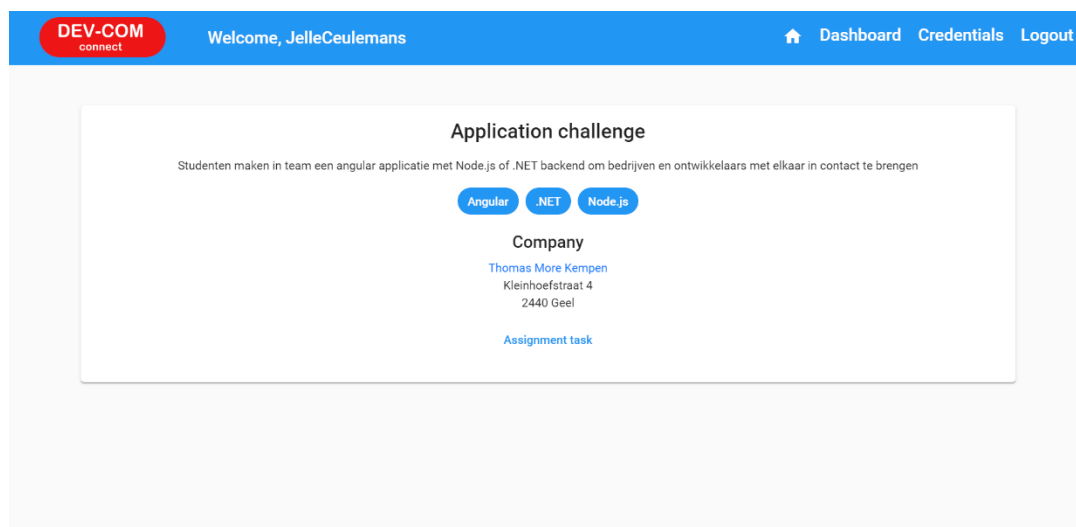 DEV-COM
connect
Welcome, JelleCeulemans
Dashboard Credentials Logout
Application challenge
Studenten maken in team een angular applicatie met Node.js of .NET backend om bedrijven en ontwikkelaars met elkaar in contact te brengen
Angular .NET Node.js
Company
Thomas More Kempen
Kleinhoefstraat 4
2440 Geel
Assignment task